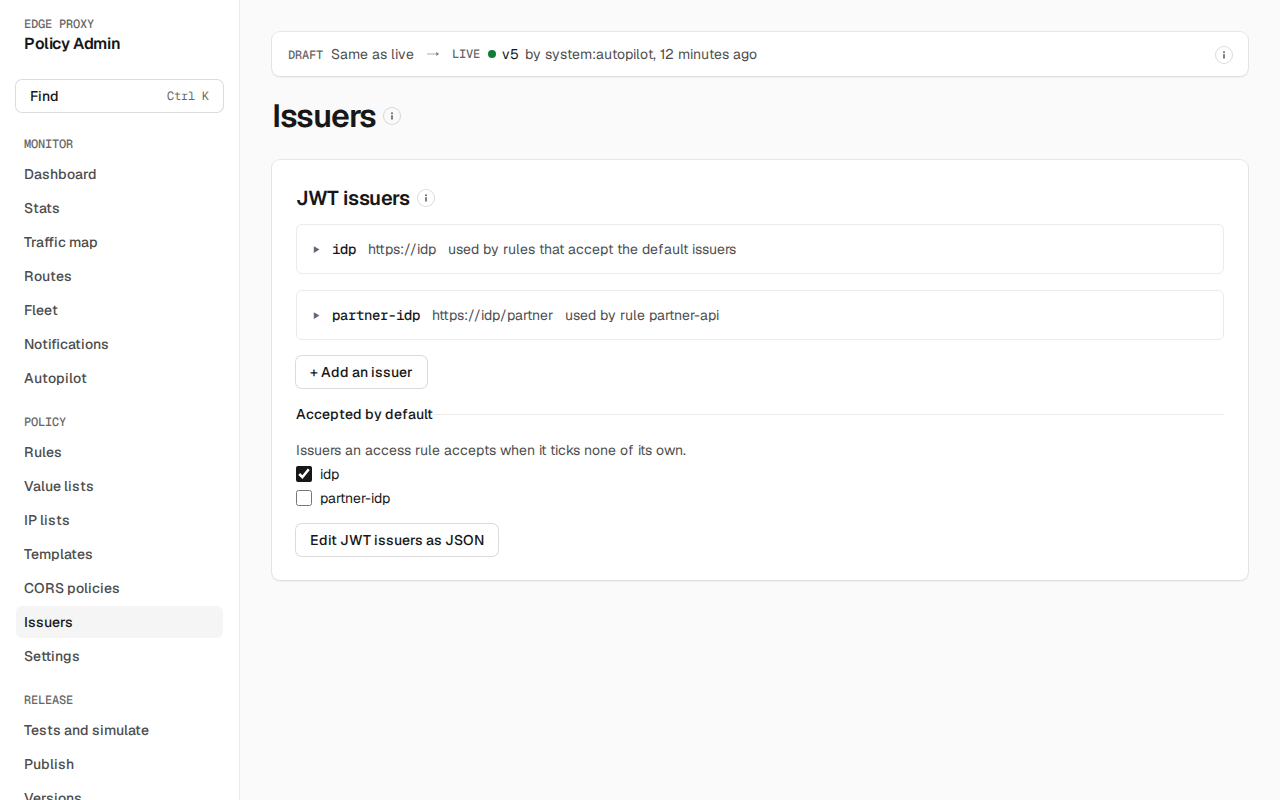 EDGE PROXY
Policy Admin
Find Ctrl K
MONITOR
Dashboard
Stats
Traffic map
Routes
Fleet
Notifications
Autopilot
POLICY
Rules
Value lists
IP lists
Templates
CORS policies
Issuers
Settings
RELEASE
Tests and simulate
Publish
Versions
DRAFT Same as live → LIVE v5 by system:autopilot, 12 minutes ago
Issuers
JWT issuers
idp https://idp used by rules that accept the default issuers
partner-idp https://idp/partner used by rule partner-api
+ Add an issuer
Accepted by default
Issuers an access rule accepts when it ticks none of its own.
idp
partner-idp
Edit JWT issuers as JSON